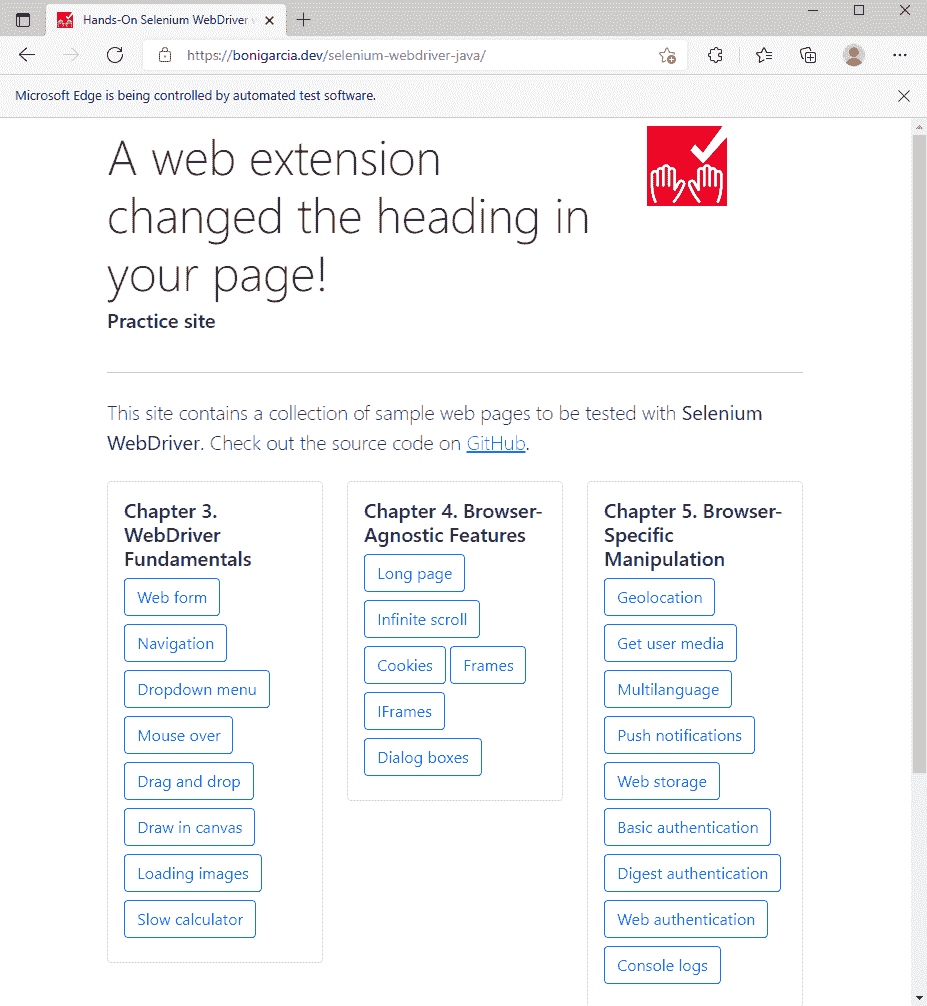 Hands-On Selenium WebDriver w
https://bonigarcia.dev/selenium-webdriver-java/
Microsoft Edge is being controlled by automated test software.
A web extension
changed the heading in
your page!
Practice site
This site contains a collection of sample web pages to be tested with Selenium
WebDriver. Check out the source code on GitHub.
Chapter 3.
WebDriver
Fundamentals
Web form
Navigation
Dropdown menu
Mouse over
Drag and drop
Draw in canvas
Loading images
Slow calculator
Chapter 4. Browser-
Agnostic Features
Long page
Infinite scroll
Cookies Frames
IFrames
Dialog boxes
Chapter 5. Browser-
Specific
Manipulation
Geolocation
Get user media
Multilanguage
Push notifications
Web storage
Basic authentication
Digest authentication
Web authentication
Console logs